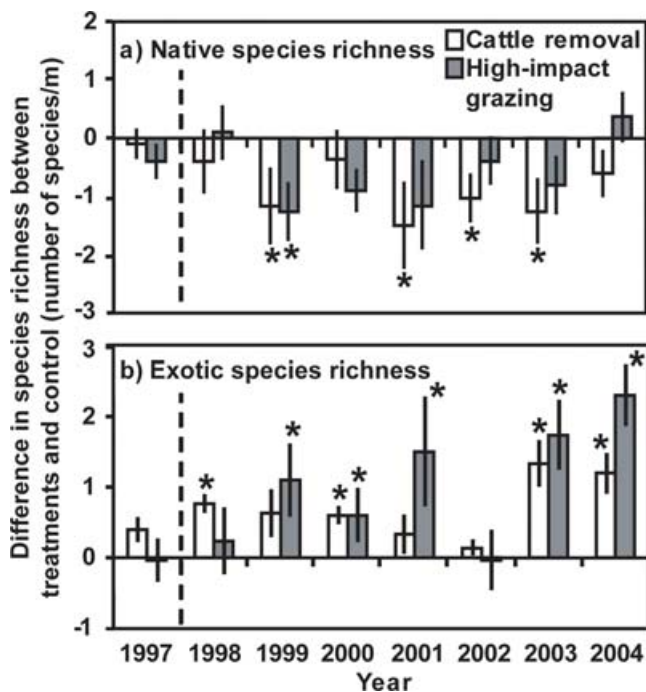 2
a) Native species richness
Cattle removal
High-impact
grazing
1
0
-1
-2
-3
* * * * *
3
b) Exotic species richness
2
1
0
-1
* * * * * * * * *
Difference in species richness between
treatments and control (number of species/m)
1997 1998 1999 2000 2001 2002 2003 2004
Year